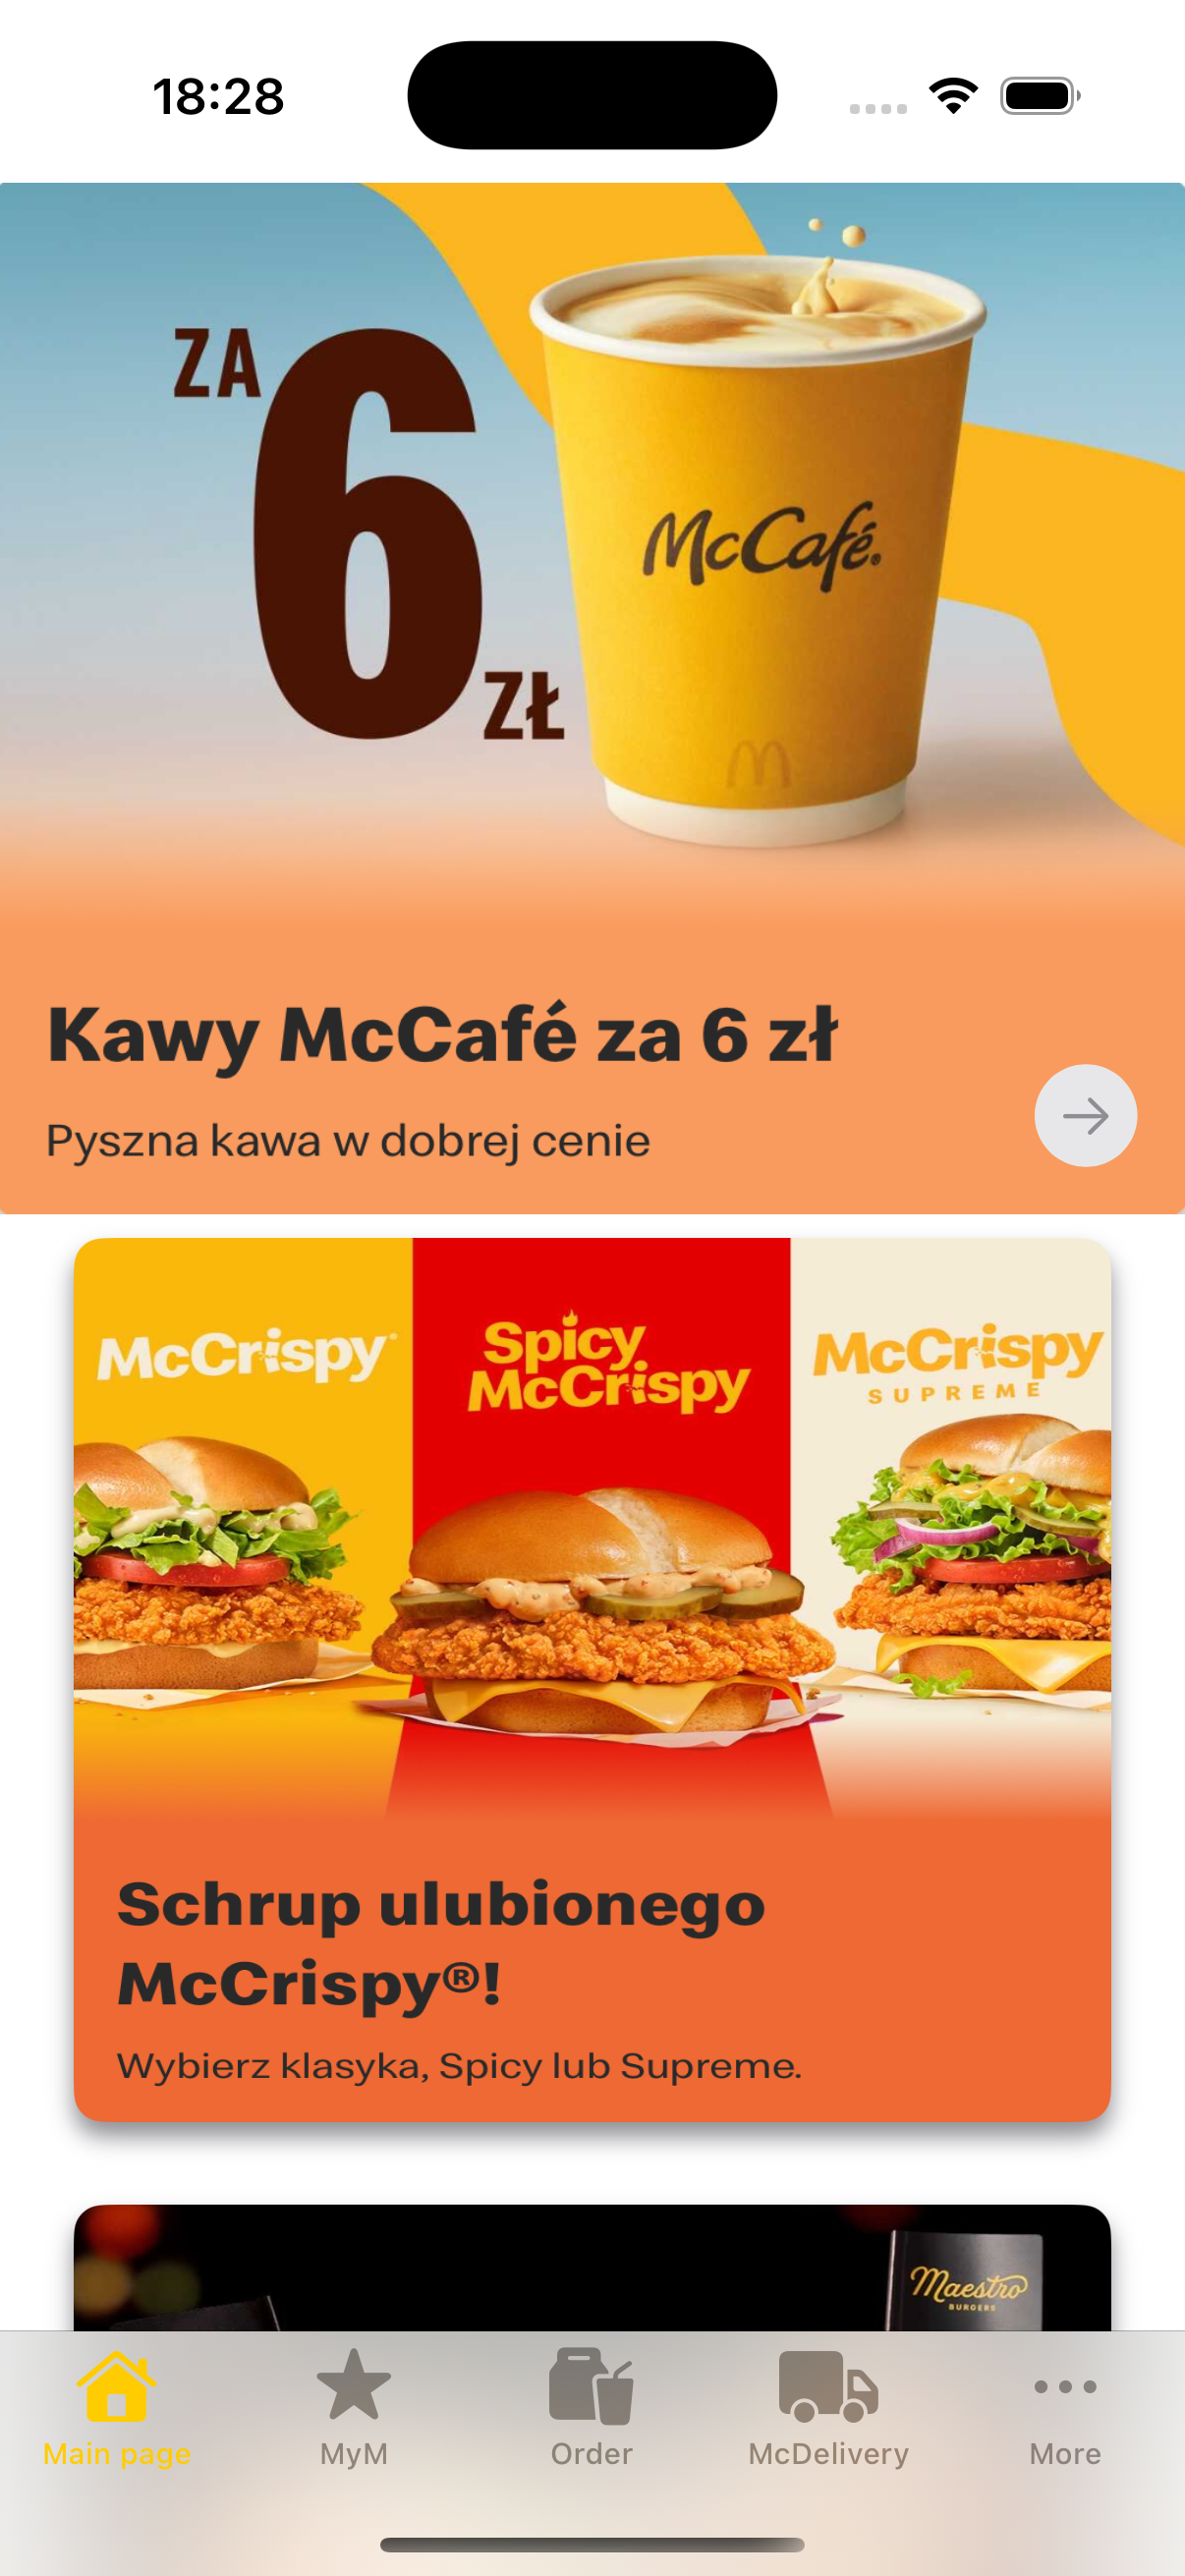 18:28
ZA
6
ZŁ
McCafé®
Kawy McCafé za 6 zł
Pyszna kawa w dobrej cenie
McCrispy®
Spicy
McCrispy
McCrispy
SUPREME
Schrup ulubionego
McCrispy®!
Wybierz klasyka, Spicy lub Supreme.
Maestro
BURGERS
Main page
MyM
Order
McDelivery
More